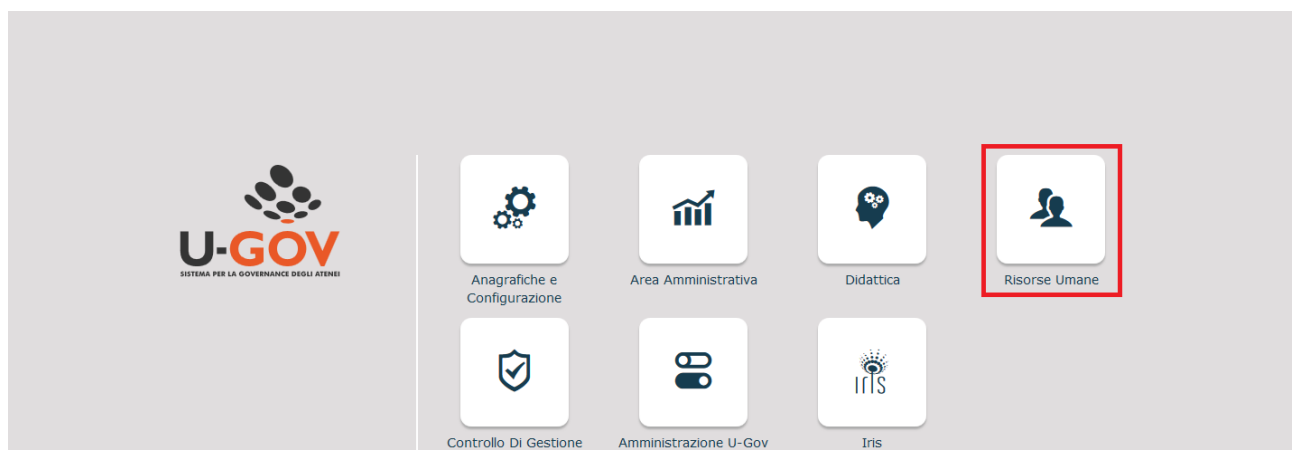 U-GOV
SISTEMA PER LA GOVERNANCE DEGLI ATENEI
Anagrafiche e
Configurazione
Area Amministrativa
Didattica
Risorse Umane
IrIs
Controllo Di Gestione
Amministrazione U-Gov
Iris